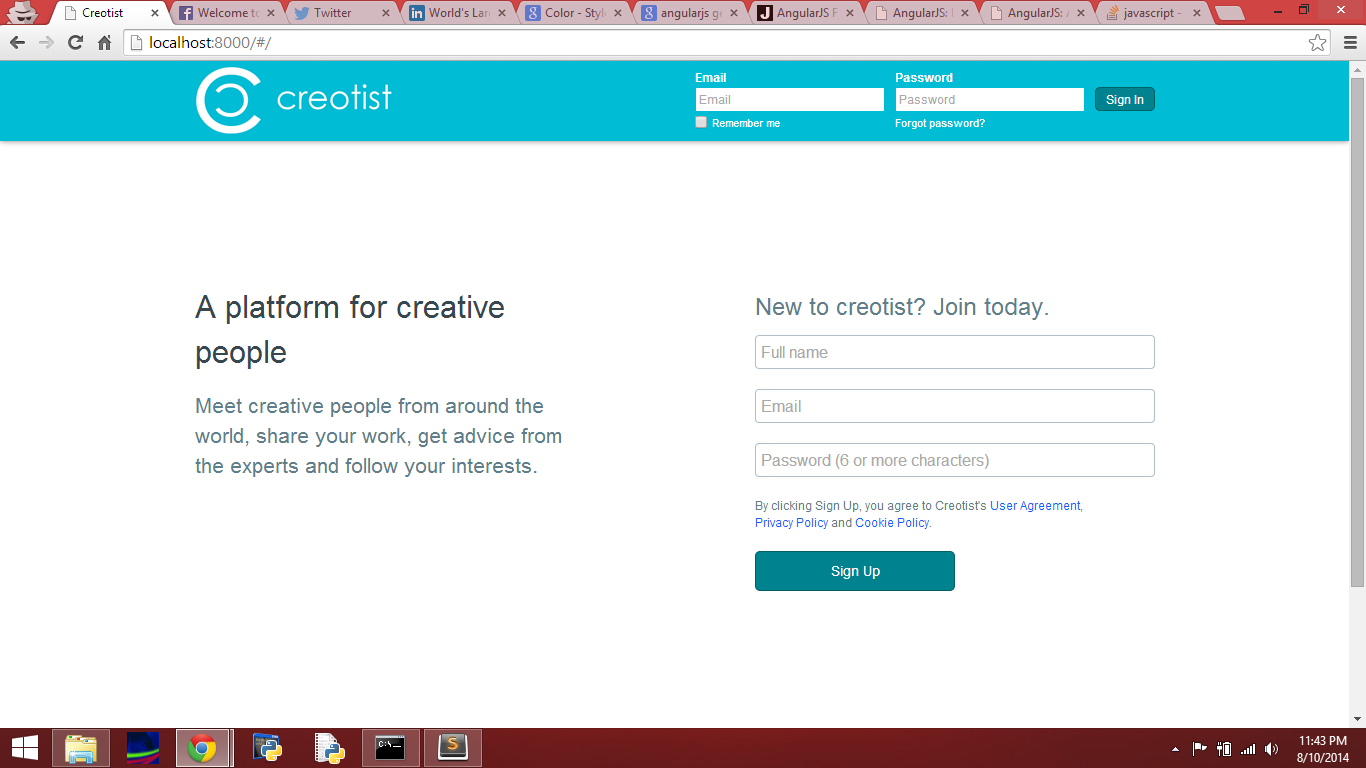 Creotist
Welcome to
Twitter
World's Lar
Color - Style
angularjs ge
AngularJS F
AngularJS:
AngularJS:
javascript -
localhost:8000/#/
creotist
Email
Password
Email
Password
Sign In
Remember me
Forgot password?
A platform for creative
people
Meet creative people from around the
world, share your work, get advice from
the experts and follow your interests.
New to creotist? Join today.
Full name
Email
Password (6 or more characters)
By clicking Sign Up, you agree to Creotist's User Agreement,
Privacy Policy and Cookie Policy.
Sign Up
C:\
11:43 PM
8/10/2014